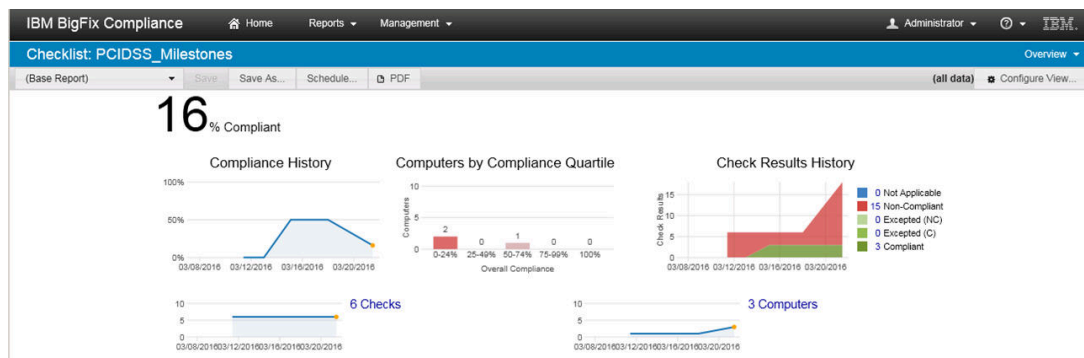 IBM BigFix Compliance Home Reports Management Administrator IBM.
Checklist: PCIDSS_Milestones Overview
(Base Report) Save Save As... Schedule... PDF (all data) Configure View...
16% Compliant
Compliance History
100%
50%
0%
03/08/2016 03/12/2016 03/16/2016 03/20/2016
Computers by Compliance Quartile
Computers
10
5
0
2 0 1 0 0
0-24% 25-49% 50-74% 75-99% 100%
Overall Compliance
Check Results History
Check Results
15
10
5
0
03/08/2016 03/12/2016 03/16/2016 03/20/2016
0 Not Applicable
15 Non-Compliant
0 Excepted (NC)
0 Excepted (C)
3 Compliant
6 Checks
10
5
0
03/08/2016 03/12/2016 03/16/2016 03/20/2016
3 Computers
10
5
0
03/08/2016 03/12/2016 03/16/2016 03/20/2016